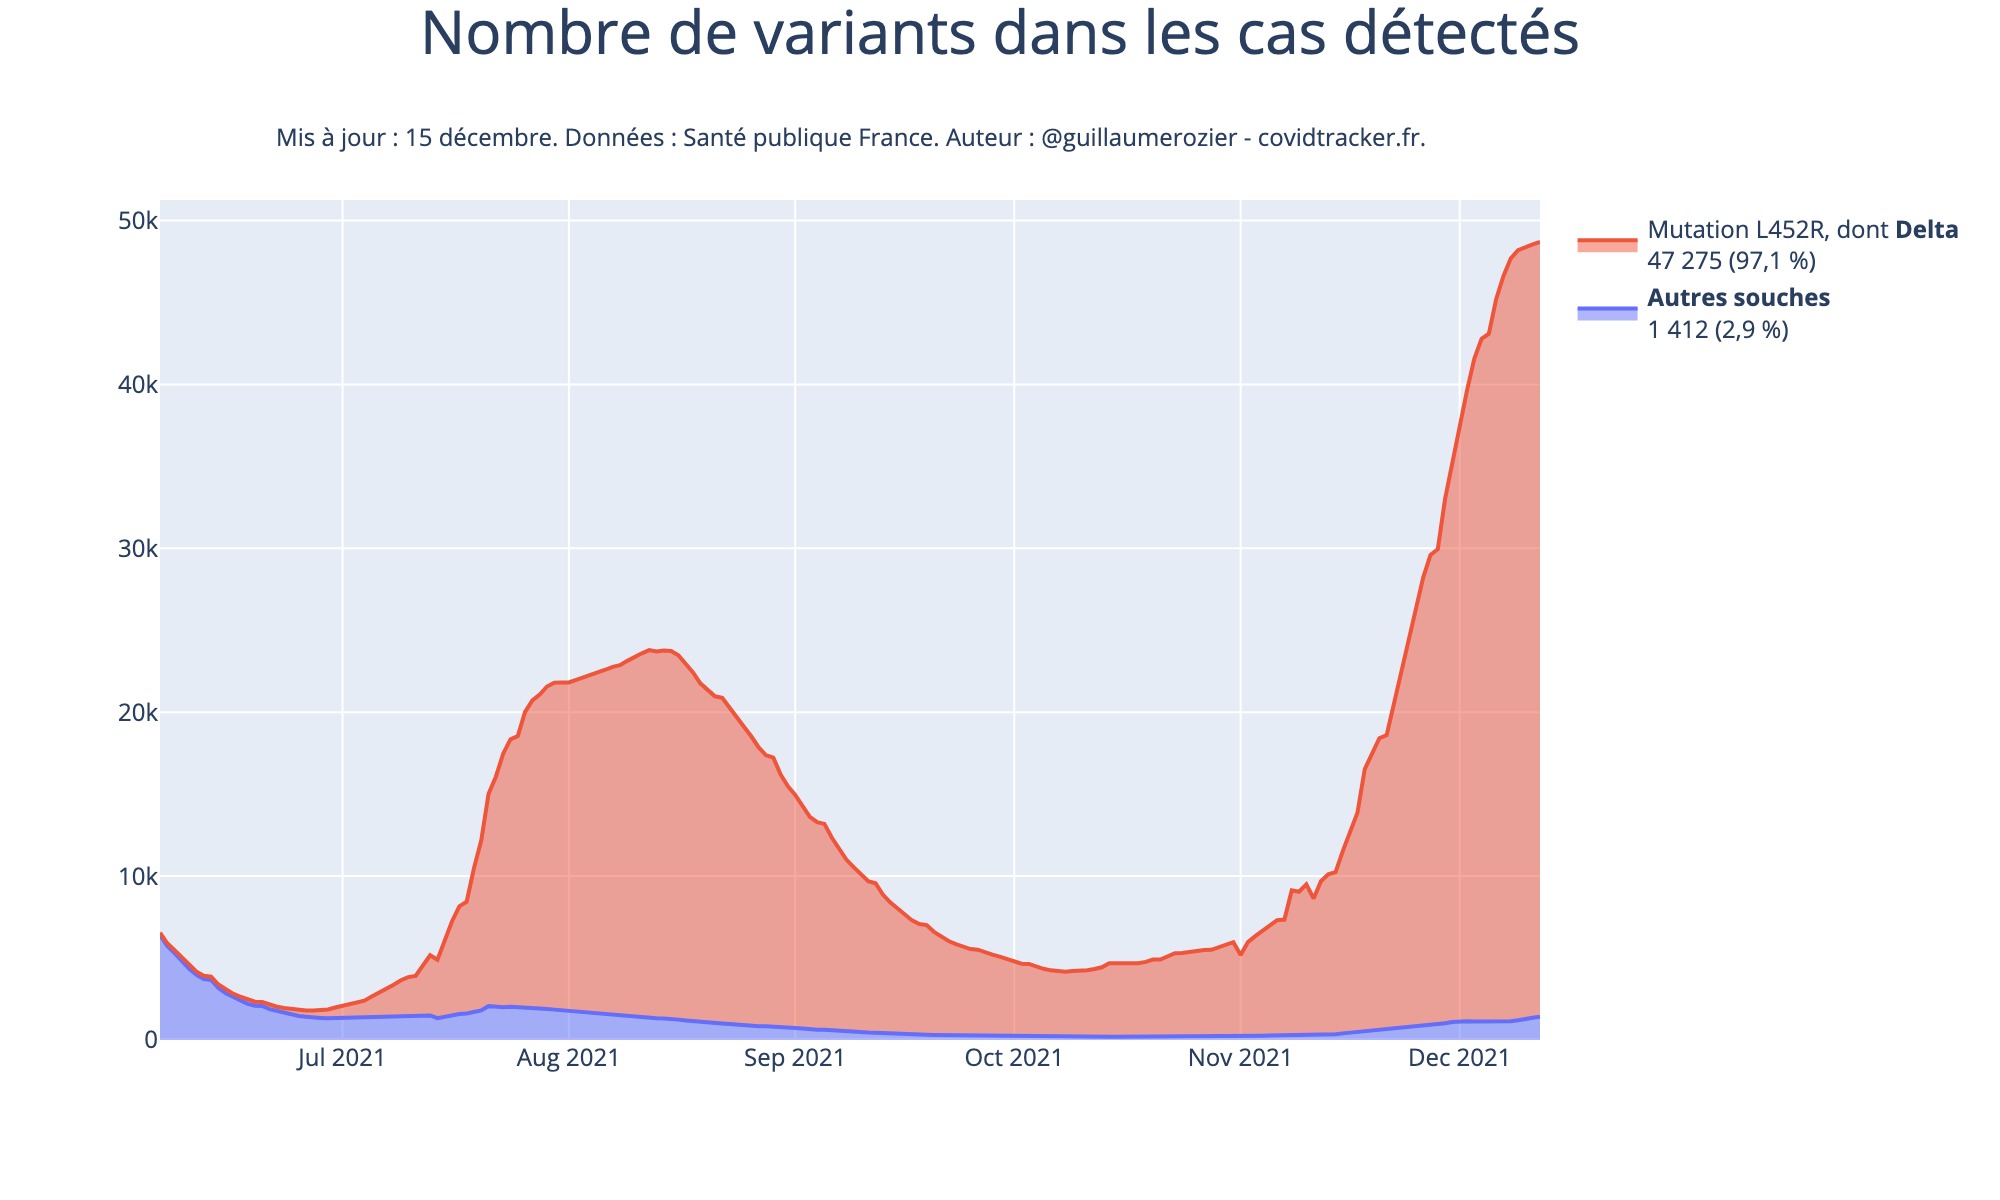 Nombre de variants dans les cas détectés
Mis à jour : 15 décembre. Données : Santé publique France. Auteur : @guillaumerozier - covidtracker.fr.
50k
40k
30k
20k
10k
0
Jul 2021
Aug 2021
Sep 2021
Oct 2021
Nov 2021
Dec 2021
Mutation L452R, dont Delta
47 275 (97,1 %)
Autres souches
1 412 (2,9 %)